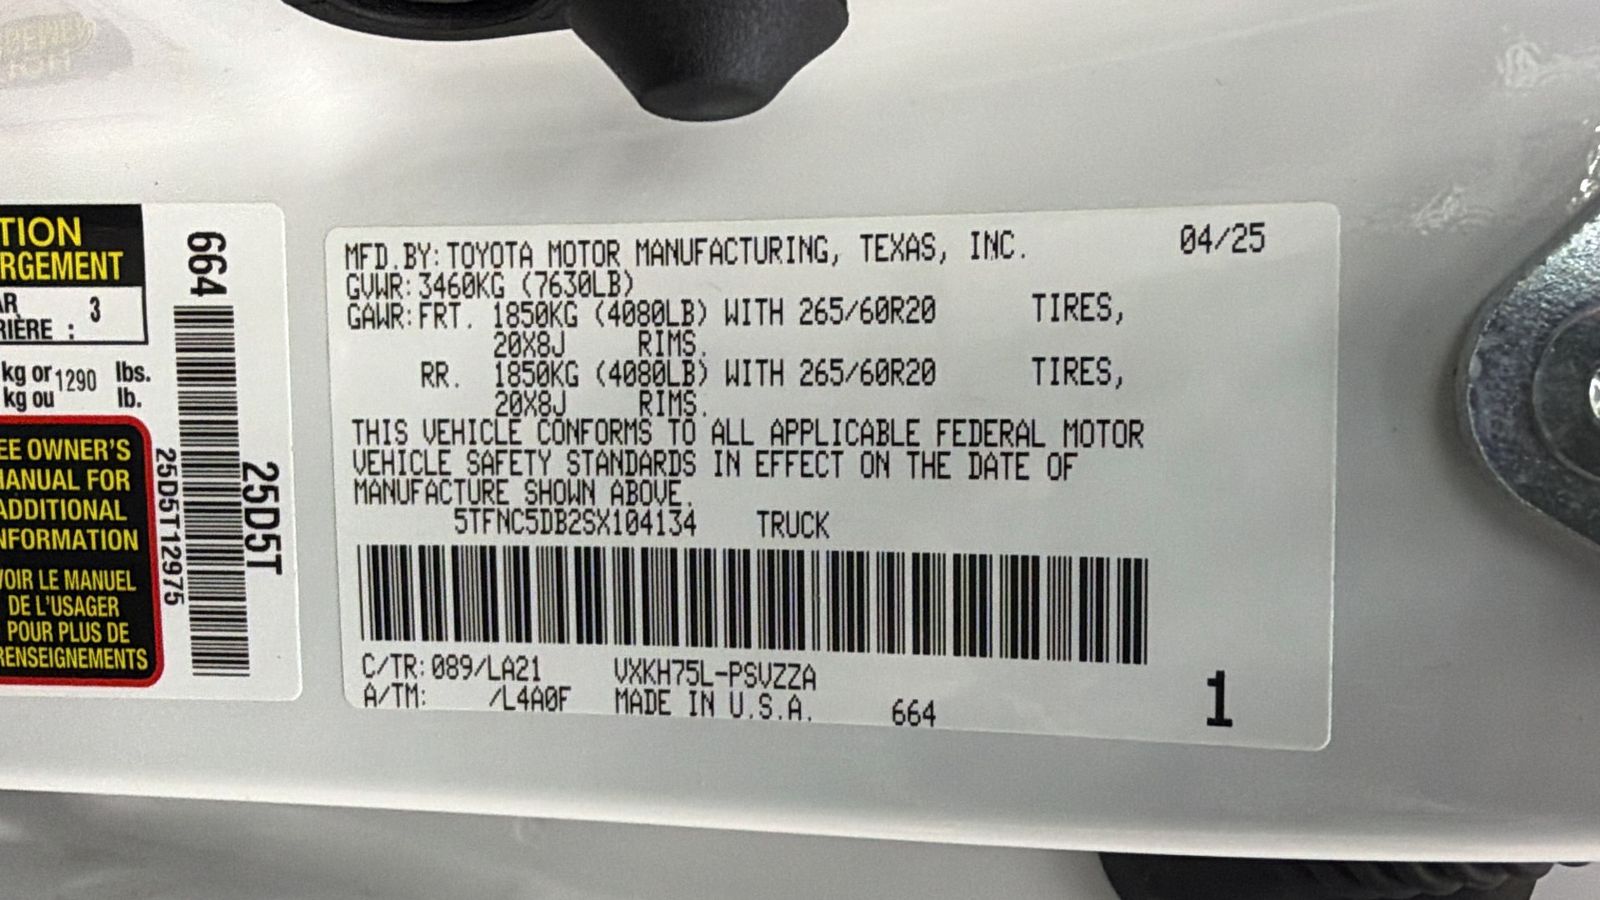 TION
RGEMENT
AR 3
RIÈRE :
kg or 1290 lbs.
kg ou lb.
EE OWNER'S
MANUAL FOR
ADDITIONAL
NFORMATION
VOIR LE MANUEL
DE L'USAGER
POUR PLUS DE
RENSEIGNEMENTS
664
25D5T12975
25D5T
MFD.BY: TOYOTA MOTOR MANUFACTURING, TEXAS, INC. 04/25
GVWR: 3460KG (7630LB)
GAWR: FRT. 1850KG (4080LB) WITH 265/60R20 TIRES,
20X8J RIMS.
RR. 1850KG (4080LB) WITH 265/60R20 TIRES,
20X8J RIMS.
THIS VEHICLE CONFORMS TO ALL APPLICABLE FEDERAL MOTOR
VEHICLE SAFETY STANDARDS IN EFFECT ON THE DATE OF
MANUFACTURE SHOWN ABOVE.
5TFNC5DB2SX104134 TRUCK
C/TR: 089/LA21 VXKH75L-PSVZZA
A/TM: /L4A0F MADE IN U.S.A. 664 1